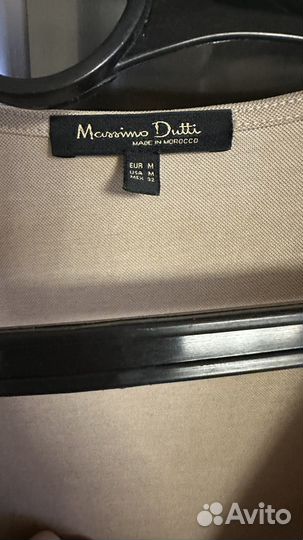 Massimo Dutti
MADE IN MOROCCO
EUR M
USA M
MEX 32
Avito